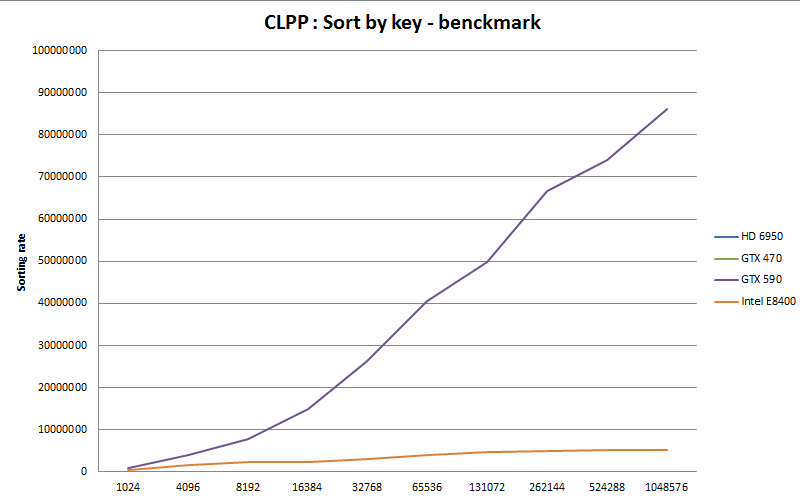 CLPP : Sort by key - benckmark
100000000
90000000
80000000
70000000
60000000
50000000
40000000
30000000
20000000
10000000
0
Sorting rate
1024 4096 8192 16384 32768 65536 131072 262144 524288 1048576
HD 6950
GTX 470
GTX 590
Intel E8400